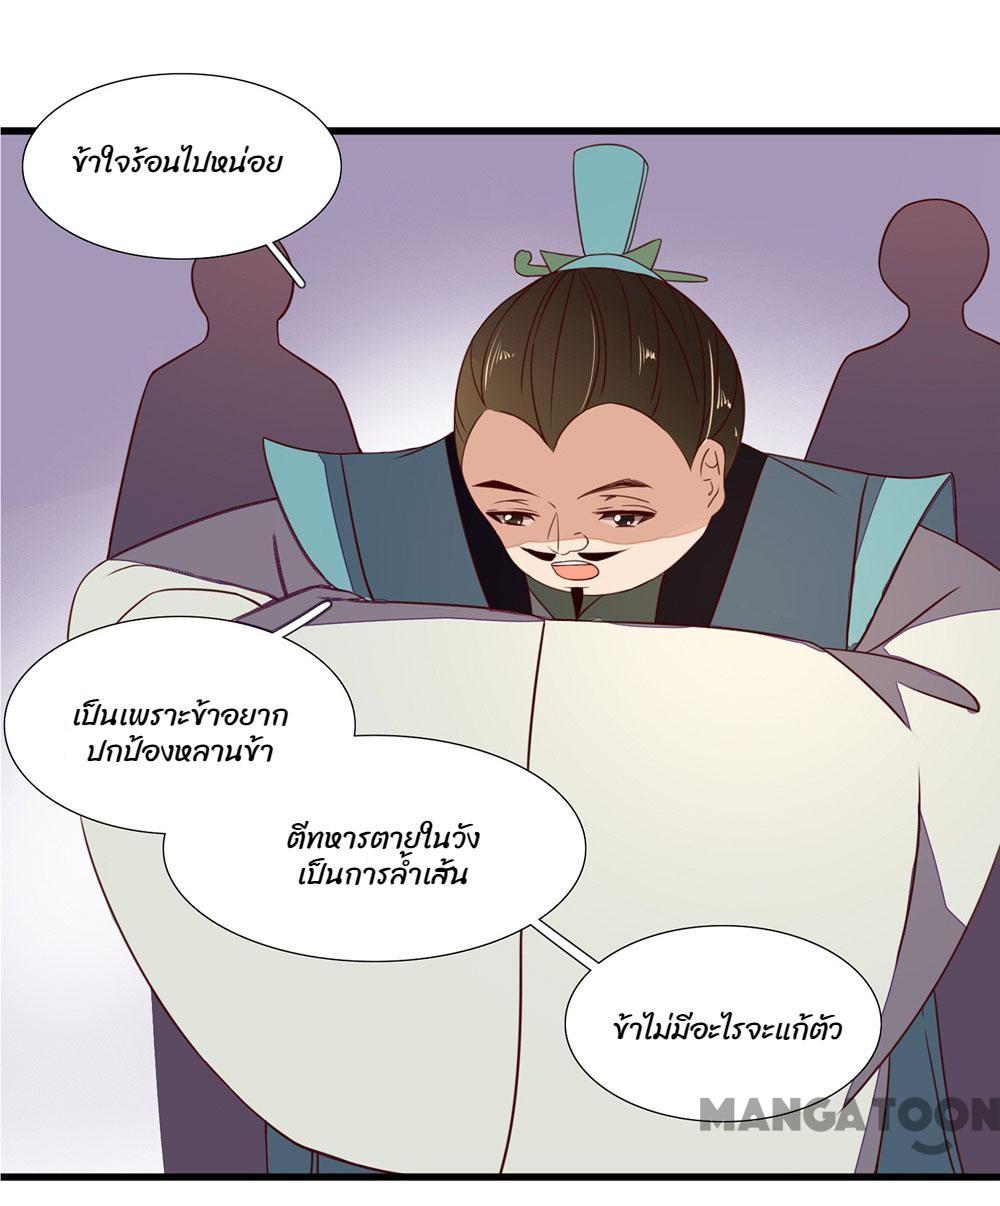 ข้าใจร้อนไปหน่อย
เป็นเพราะข้าอยาก
ปกป้องหลานข้า
ตีทหารตายในวัง
เป็นการล้ำเส้น
ข้าไม่มีอะไรจะแก้ตัว
MANGATOON